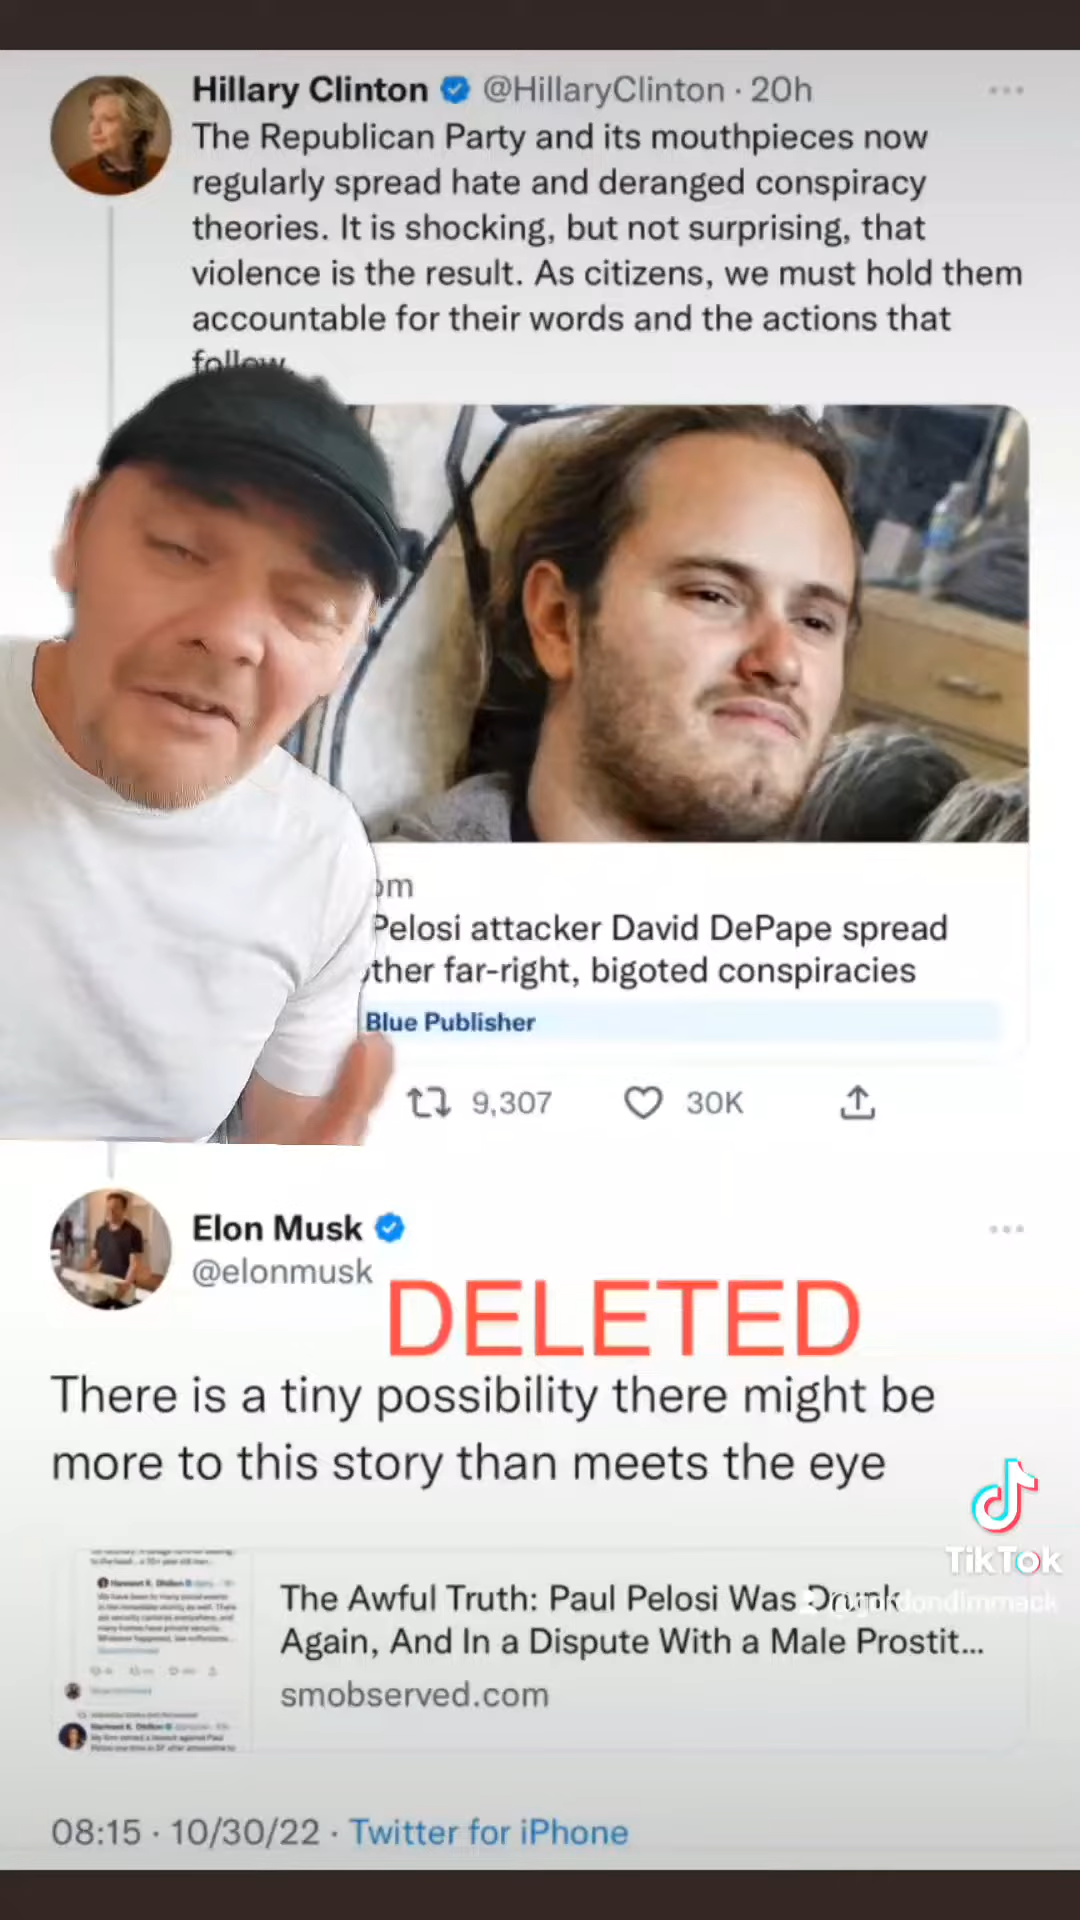 Hillary Clinton @HillaryClinton · 20h
The Republican Party and its mouthpieces now
regularly spread hate and deranged conspiracy
theories. It is shocking, but not surprising, that
violence is the result. As citizens, we must hold them
accountable for their words and the actions that
follow.
om
Pelosi attacker David DePape spread
ther far-right, bigoted conspiracies
Blue Publisher
9,307 30K
Elon Musk
@elonmusk
DELETED
There is a tiny possibility there might be
more to this story than meets the eye
TikTok
@gordondimmack
The Awful Truth: Paul Pelosi Was Drunk
Again, And In a Dispute With a Male Prostit...
smobserved.com
08:15 · 10/30/22 · Twitter for iPhone